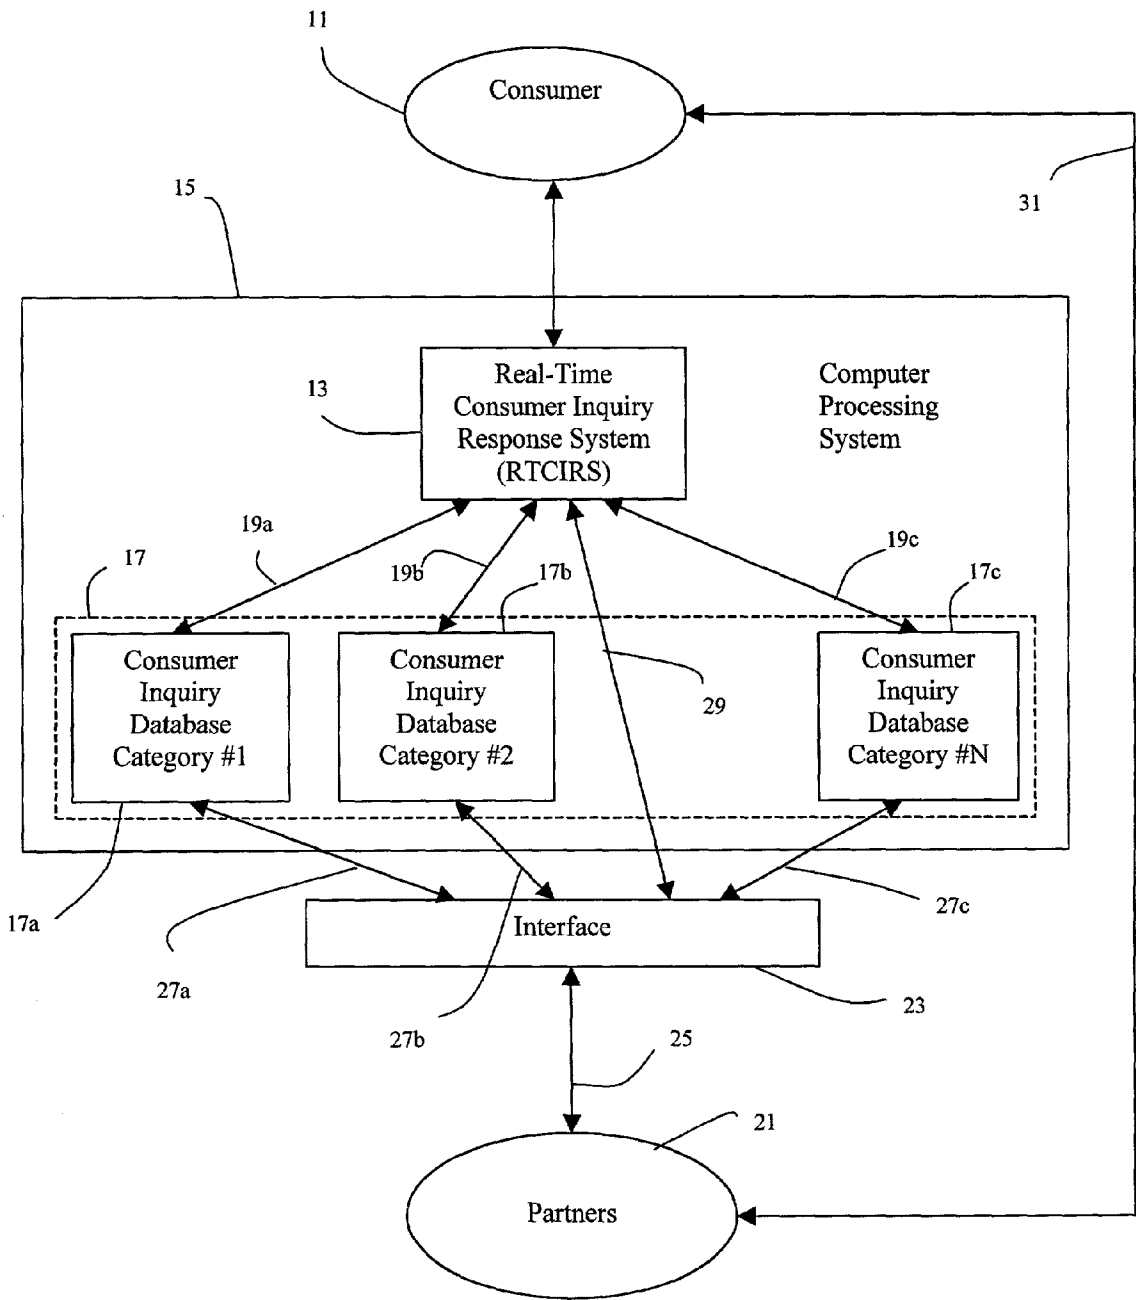 11
Consumer
15
31
13
Real-Time
Consumer Inquiry
Response System
(RTCIRS)
Computer
Processing
System
19a
19b
19c
17
17b
17c
Consumer
Inquiry
Database
Category #1
Consumer
Inquiry
Database
Category #2
29
Consumer
Inquiry
Database
Category #N
17a
27a
27b
27c
Interface
23
25
21
Partners